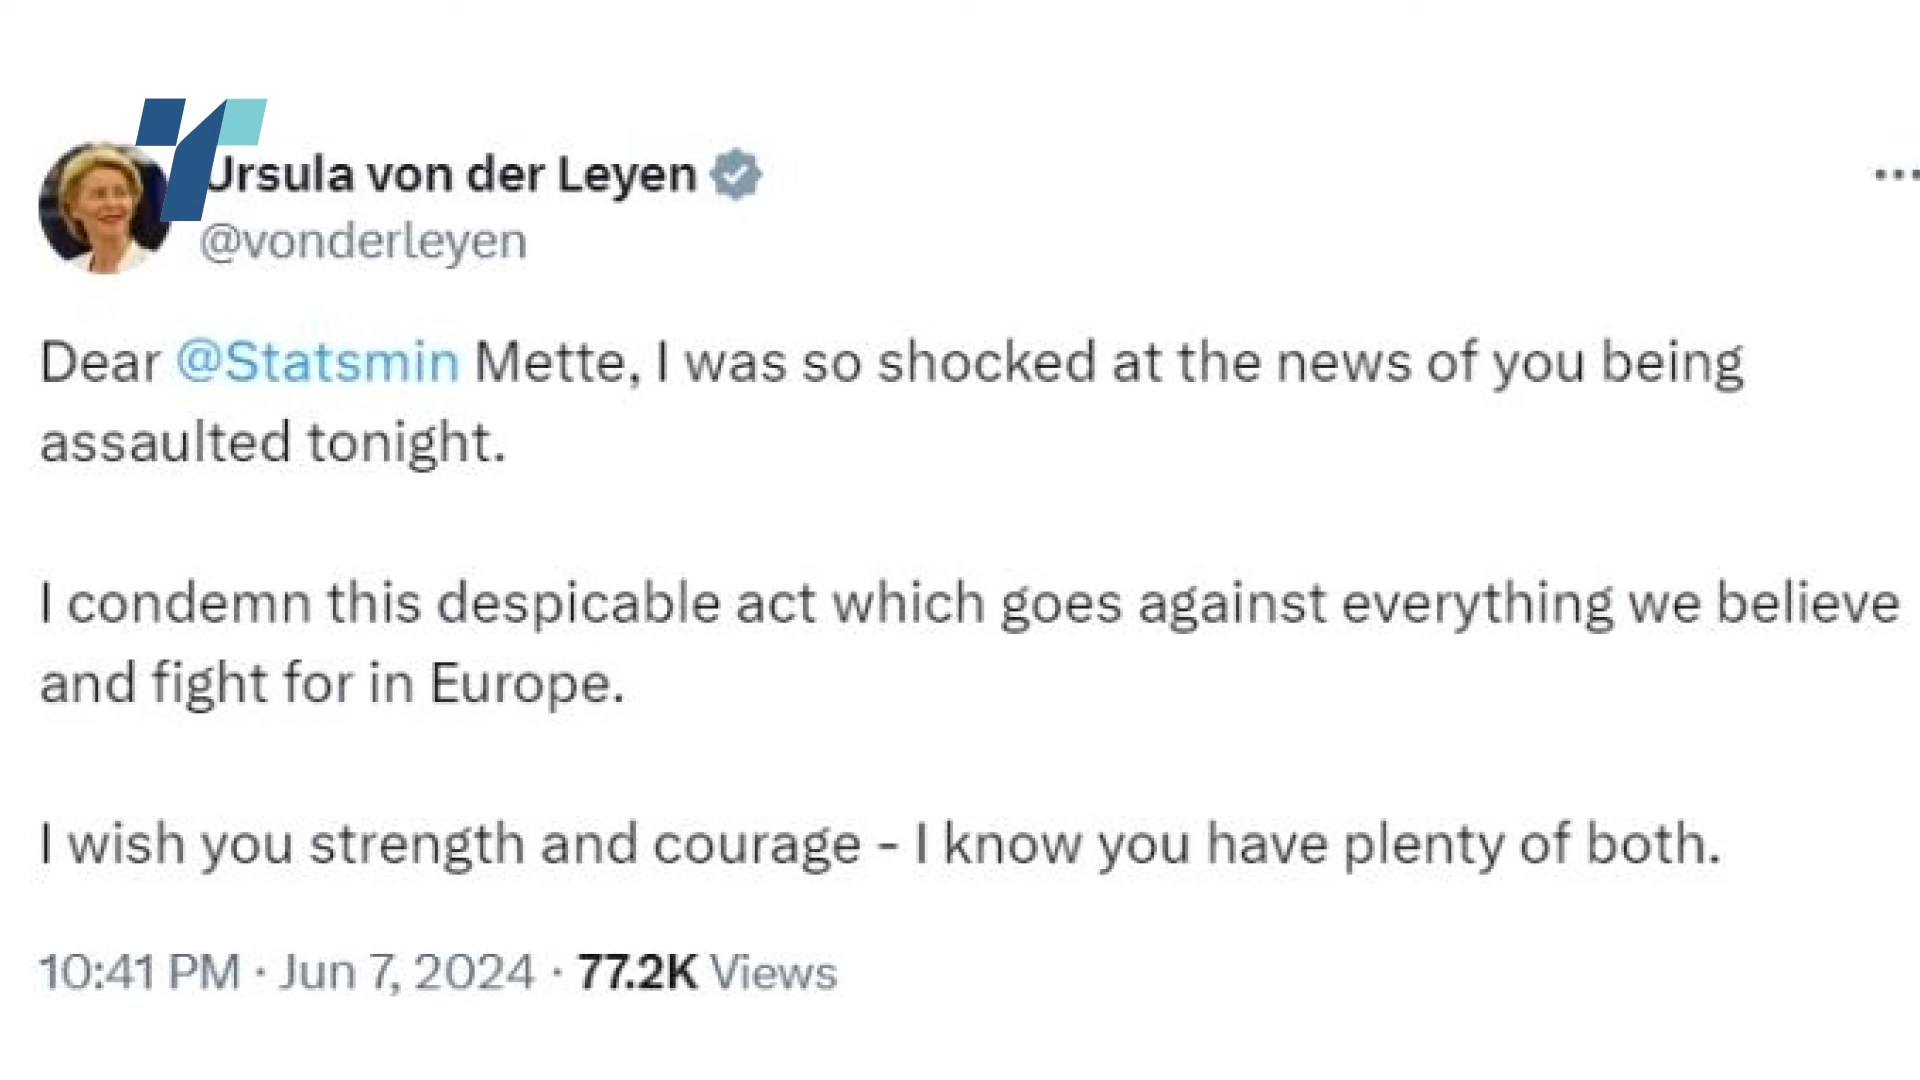 Ursula von der Leyen
@vonderleyen
Dear @Statsmin Mette, I was so shocked at the news of you being
assaulted tonight.
I condemn this despicable act which goes against everything we believe
and fight for in Europe.
I wish you strength and courage – I know you have plenty of both.
10:41 PM · Jun 7, 2024 · 77.2K Views